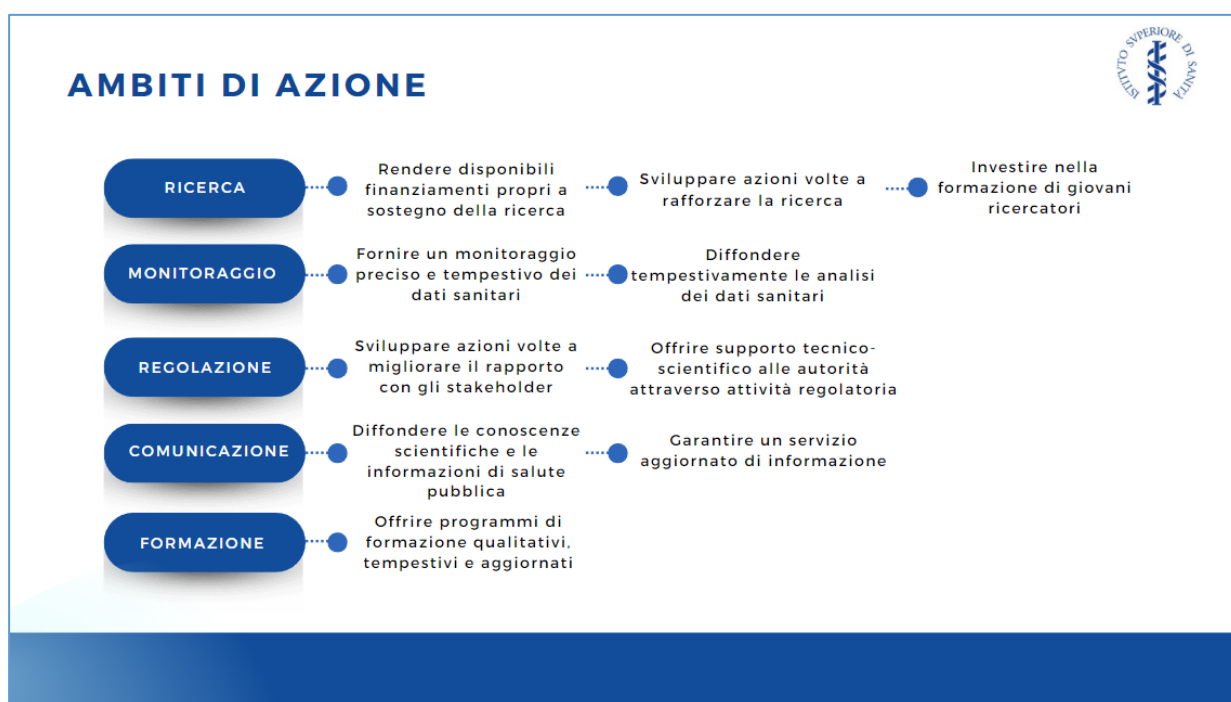 ISTITVTO SVPERIORE DI SANITÀ
AMBITI DI AZIONE
RICERCA
Rendere disponibili
finanziamenti propri a
sostegno della ricerca
Sviluppare azioni volte a
rafforzare la ricerca
Investire nella
formazione di giovani
ricercatori
MONITORAGGIO
Fornire un monitoraggio
preciso e tempestivo dei
dati sanitari
Diffondere
tempestivamente le analisi
dei dati sanitari
REGOLAZIONE
Sviluppare azioni volte a
migliorare il rapporto
con gli stakeholder
Offrire supporto tecnico-
scientifico alle autorità
attraverso attività regolatoria
COMUNICAZIONE
Diffondere le conoscenze
scientifiche e le
informazioni di salute
pubblica
Garantire un servizio
aggiornato di informazione
FORMAZIONE
Offrire programmi di
formazione qualitativi,
tempestivi e aggiornati